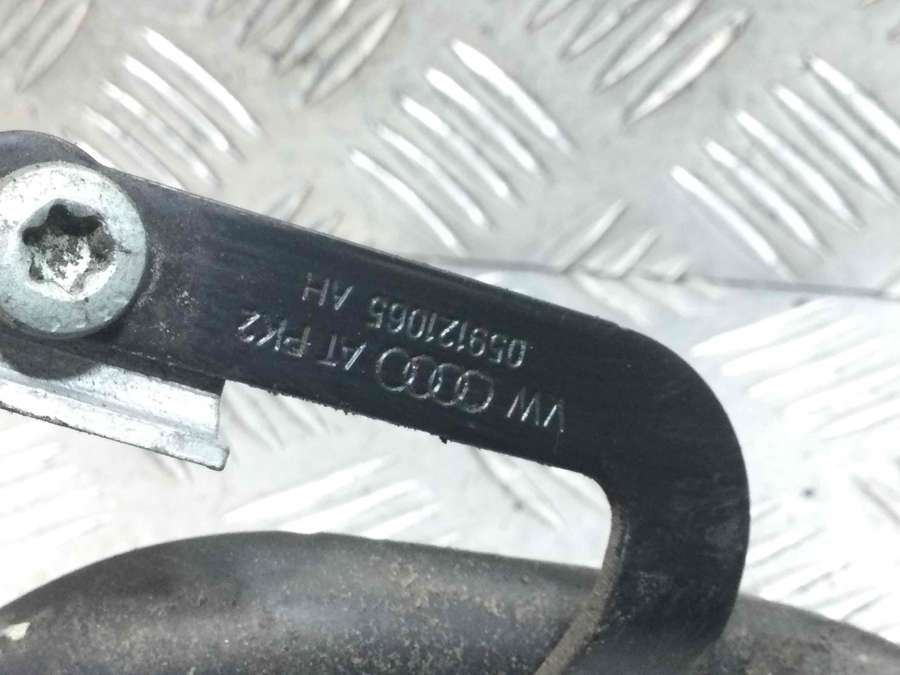 VW AT PK2
.059121065 AH